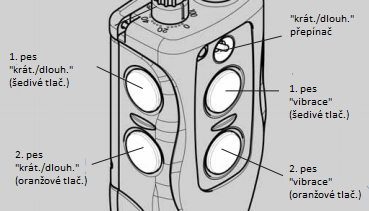 "krát./dlouh."
přepínač
1. pes
"krát./dlouh."
(šedivé tlač.)
1. pes
"vibrace"
(šedivé tlač.)
2. pes
"krát./dlouh."
(oranžové tlač.)
2. pes
"vibrace"
(oranžové tlač.)